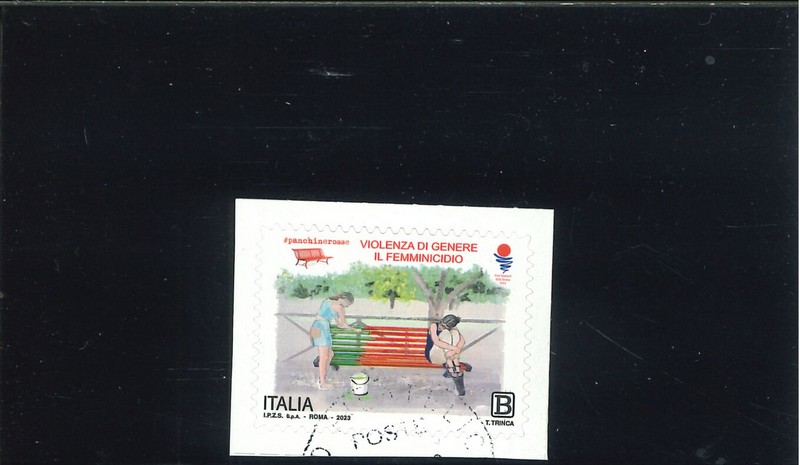 #panchinerosse
VIOLENZA DI GENERE
IL FEMMINICIDIO
ITALIA
I.P.Z.S. S.p.A. - ROMA - 2023
B
T. TRINCA
POSTE